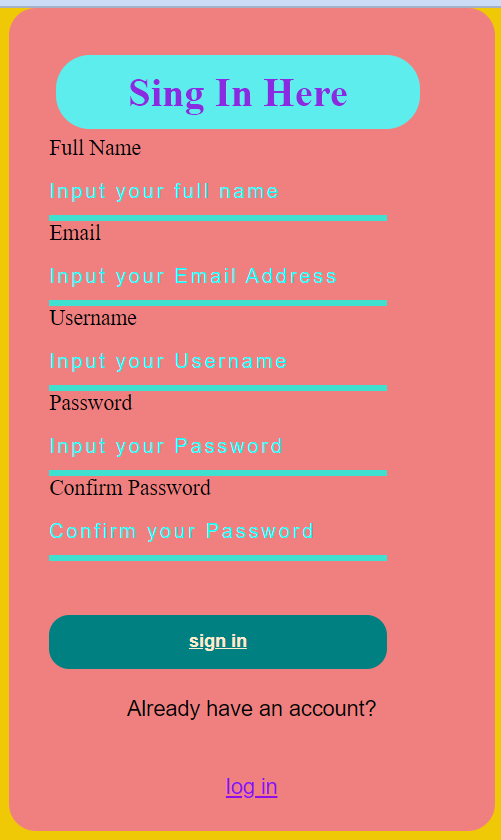 Sing In Here
Full Name
Input your full name
Email
Input your Email Address
Username
Input your Username
Password
Input your Password
Confirm Password
Confirm your Password
sign in
Already have an account?
log in